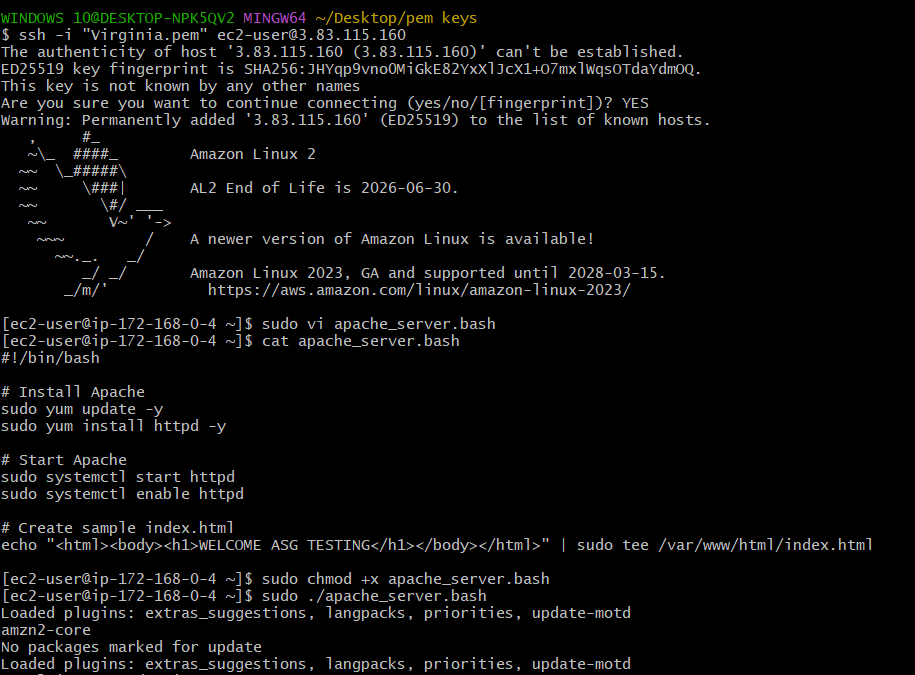 WINDOWS 10@DESKTOP-NPK5QV2 MINGW64 ~/Desktop/pem keys
$ ssh -i "Virginia.pem" ec2-user@3.83.115.160
The authenticity of host '3.83.115.160 (3.83.115.160)' can't be established.
ED25519 key fingerprint is SHA256:JHYqp9vno0MiGkE82YxXlJcX1+O7mxlWqsOTdaYdmOQ.
This key is not known by any other names
Are you sure you want to continue connecting (yes/no/[fingerprint])? YES
Warning: Permanently added '3.83.115.160' (ED25519) to the list of known hosts.
   ,     #_
   ~\_  ####_        Amazon Linux 2
  ~~  \_#####\
  ~~     \###|       AL2 End of Life is 2026-06-30.
  ~~       \#/ ___
   ~~       V~' '->
    ~~~         /    A newer version of Amazon Linux is available!
      ~~._.   _/
         _/ _/       Amazon Linux 2023, GA and supported until 2028-03-15.
       _/m/'           https://aws.amazon.com/linux/amazon-linux-2023/
[ec2-user@ip-172-168-0-4 ~]$ sudo vi apache_server.bash
[ec2-user@ip-172-168-0-4 ~]$ cat apache_server.bash
#!/bin/bash
# Install Apache
sudo yum update -y
sudo yum install httpd -y
# Start Apache
sudo systemctl start httpd
sudo systemctl enable httpd
# Create sample index.html
echo "<html><body><h1>WELCOME ASG TESTING</h1></body></html>" | sudo tee /var/www/html/index.html
[ec2-user@ip-172-168-0-4 ~]$ sudo chmod +x apache_server.bash
[ec2-user@ip-172-168-0-4 ~]$ sudo ./apache_server.bash
Loaded plugins: extras_suggestions, langpacks, priorities, update-motd
amzn2-core
No packages marked for update
Loaded plugins: extras_suggestions, langpacks, priorities, update-motd